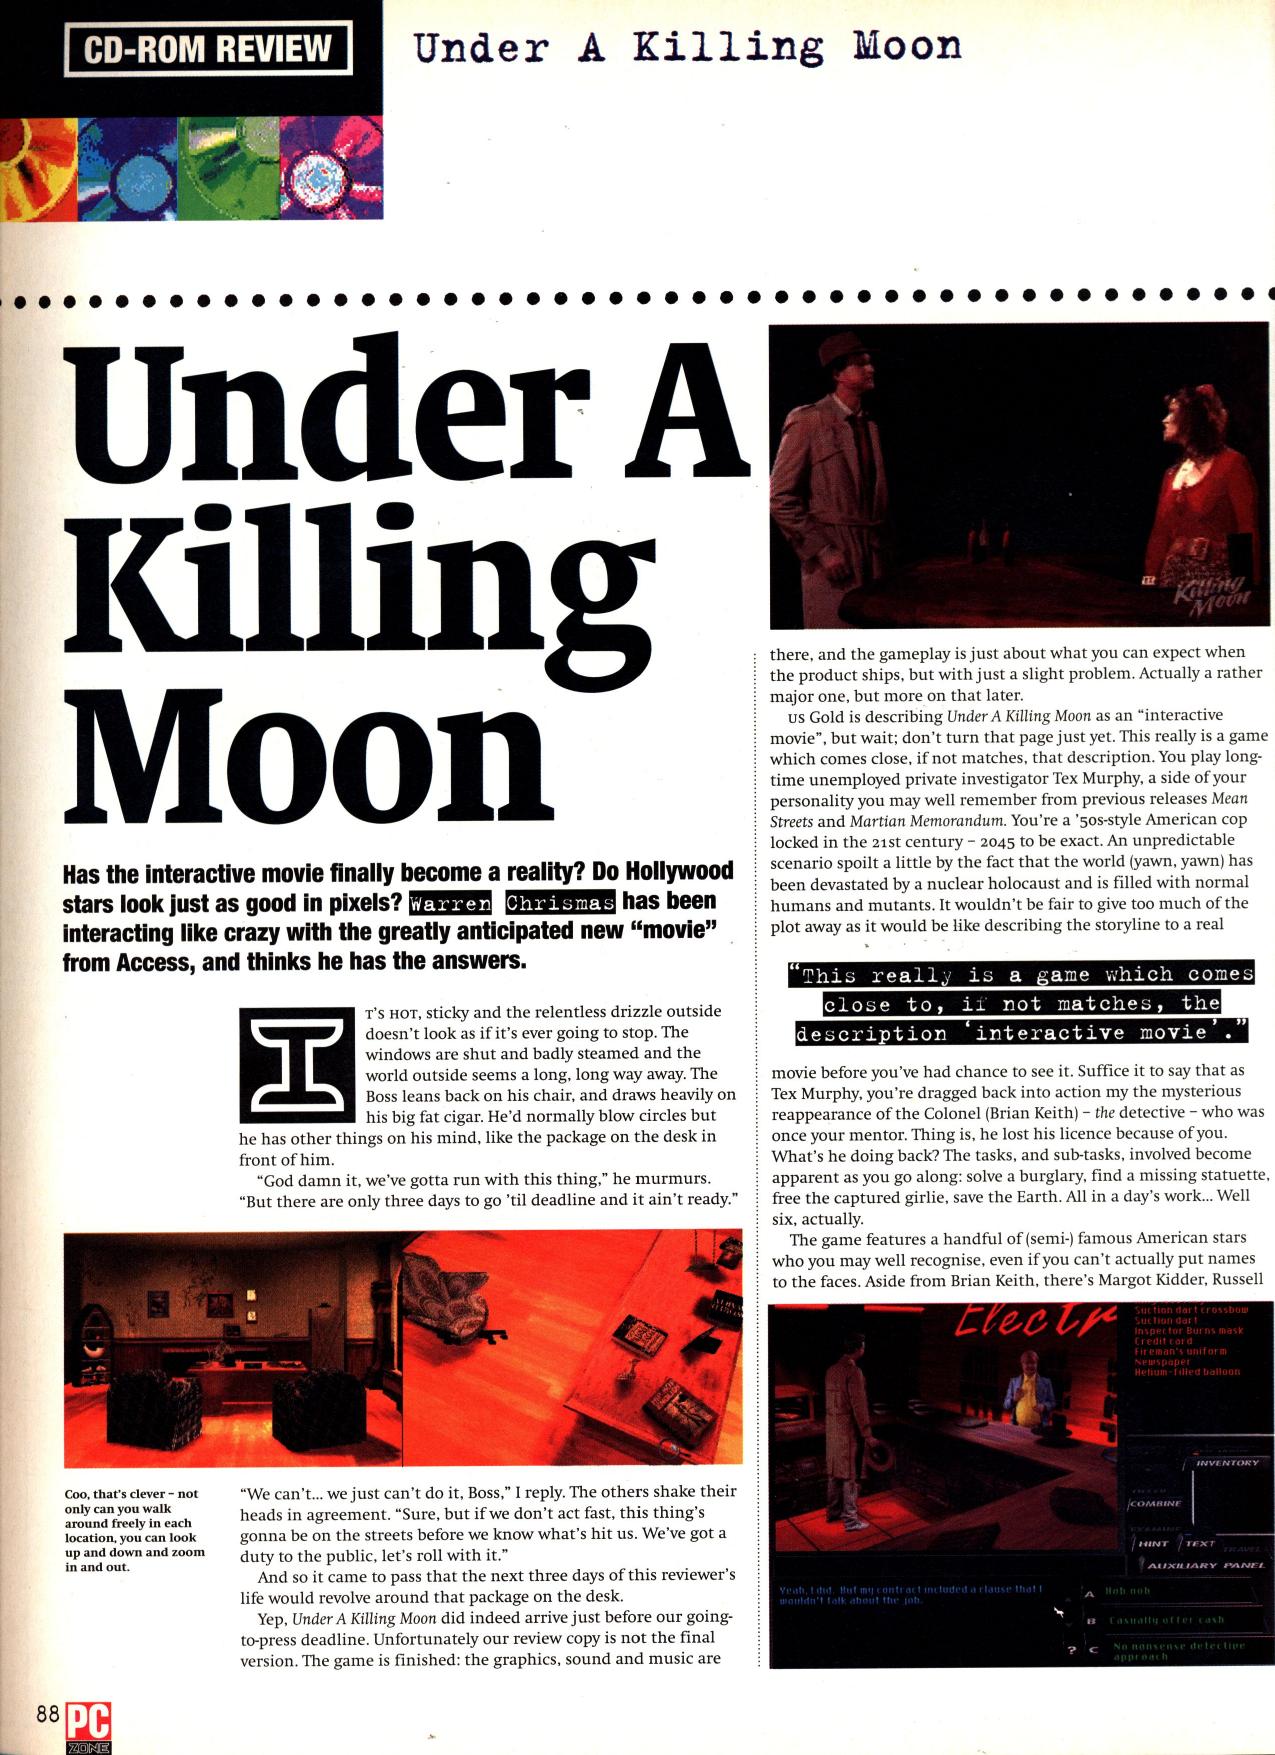 CD-ROM REVIEW
Under A Killing Moon
Under A
Killing
Moon
Has the interactive movie finally become a reality? Do Hollywood
stars look just as good in pixels? Warren Chrismas has been
interacting like crazy with the greatly anticipated new “movie”
from Access, and thinks he has the answers.
IT’S HOT, sticky and the relentless drizzle outside
doesn’t look as if it’s ever going to stop. The
windows are shut and badly steamed and the
world outside seems a long, long way away. The
Boss leans back on his chair, and draws heavily on
his big fat cigar. He’d normally blow circles but
he has other things on his mind, like the package on the desk in
front of him.
“God damn it, we’ve gotta run with this thing,” he murmurs.
“But there are only three days to go ’til deadline and it ain’t ready.”
Coo, that’s clever – not
only can you walk
around freely in each
location, you can look
up and down and zoom
in and out.
“We can’t... we just can’t do it, Boss,” I reply. The others shake their
heads in agreement. “Sure, but if we don’t act fast, this thing’s
gonna be on the streets before we know what’s hit us. We’ve got a
duty to the public, let’s roll with it.”
And so it came to pass that the next three days of this reviewer’s
life would revolve around that package on the desk.
Yep, Under A Killing Moon did indeed arrive just before our going-
to-press deadline. Unfortunately our review copy is not the final
version. The game is finished: the graphics, sound and music are
Killing
Moon
there, and the gameplay is just about what you can expect when
the product ships, but with just a slight problem. Actually a rather
major one, but more on that later.
US Gold is describing Under A Killing Moon as an “interactive
movie”, but wait; don’t turn that page just yet. This really is a game
which comes close, if not matches, that description. You play long-
time unemployed private investigator Tex Murphy, a side of your
personality you may well remember from previous releases Mean
Streets and Martian Memorandum. You’re a ’50s-style American cop
locked in the 21st century – 2045 to be exact. An unpredictable
scenario spoilt a little by the fact that the world (yawn, yawn) has
been devastated by a nuclear holocaust and is filled with normal
humans and mutants. It wouldn’t be fair to give too much of the
plot away as it would be like describing the storyline to a real
“This really is a game which comes
close to, if not matches, the
description ‘interactive movie’.”
movie before you’ve had chance to see it. Suffice it to say that as
Tex Murphy, you’re dragged back into action my the mysterious
reappearance of the Colonel (Brian Keith) – the detective – who was
once your mentor. Thing is, he lost his licence because of you.
What’s he doing back? The tasks, and sub-tasks, involved become
apparent as you go along: solve a burglary, find a missing statuette,
free the captured girlie, save the Earth. All in a day’s work... Well
six, actually.
The game features a handful of (semi-) famous American stars
who you may well recognise, even if you can’t actually put names
to the faces. Aside from Brian Keith, there’s Margot Kidder, Russell
Electr
Suction dart crossbow
Suction dart
Inspector Burns mask
Credit card
Fireman's uniform
Newspaper
Helium-filled balloon
INVENTORY
COMBINE
EXAMINE
HINT TEXT TRAVEL
AUXILIARY PANEL
Yeah, I did. But my contract included a clause that I
wouldn't talk about the job.
A Hob nob
B Casually offer cash
? C No nonsense detective
approach
88 PC
ZONE